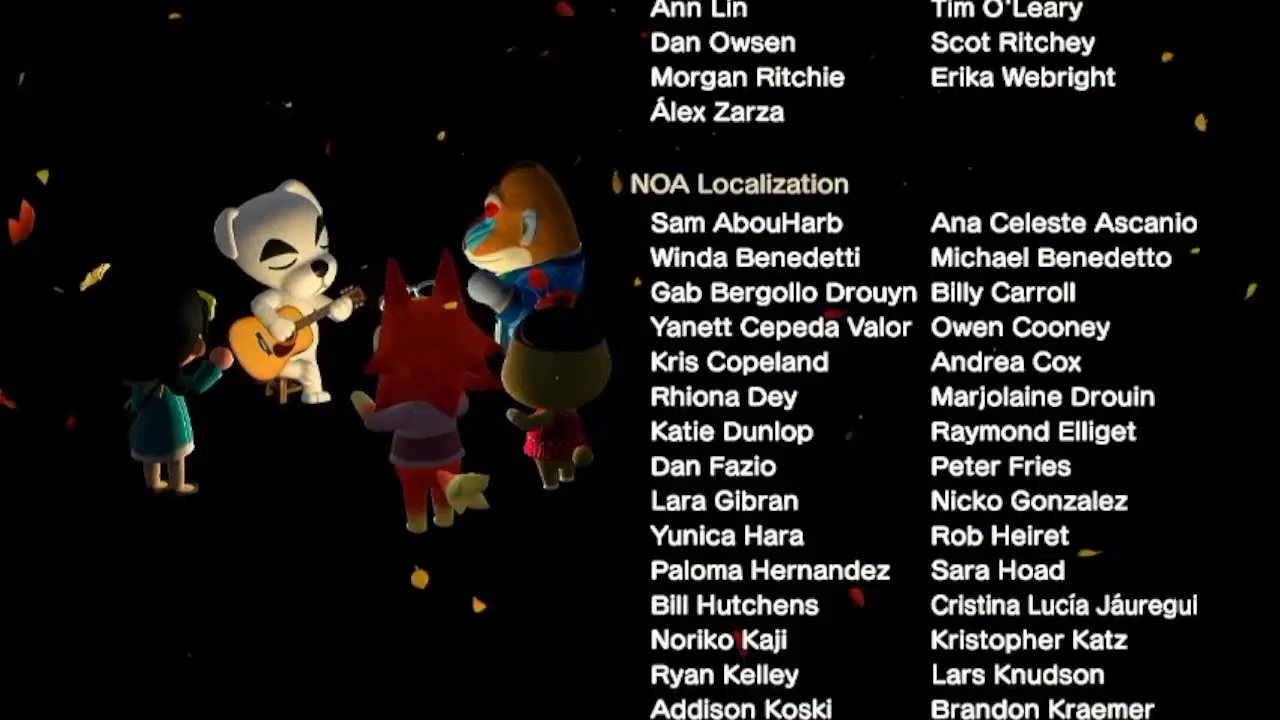 Ann Lin Tim O'Leary
Dan Owsen Scot Ritchey
Morgan Ritchie Erika Webright
Álex Zarza
NOA Localization
Sam AbouHarb Ana Celeste Ascanio
Winda Benedetti Michael Benedetto
Gab Bergollo Drouyn Billy Carroll
Yanett Cepeda Valor Owen Cooney
Kris Copeland Andrea Cox
Rhiona Dey Marjolaine Drouin
Katie Dunlop Raymond Elliget
Dan Fazio Peter Fries
Lara Gibran Nicko Gonzalez
Yunica Hara Rob Heiret
Paloma Hernandez Sara Hoad
Bill Hutchens Cristina Lucía Jáuregui
Noriko Kaji Kristopher Katz
Ryan Kelley Lars Knudson
Addison Koski Brandon Kraemer